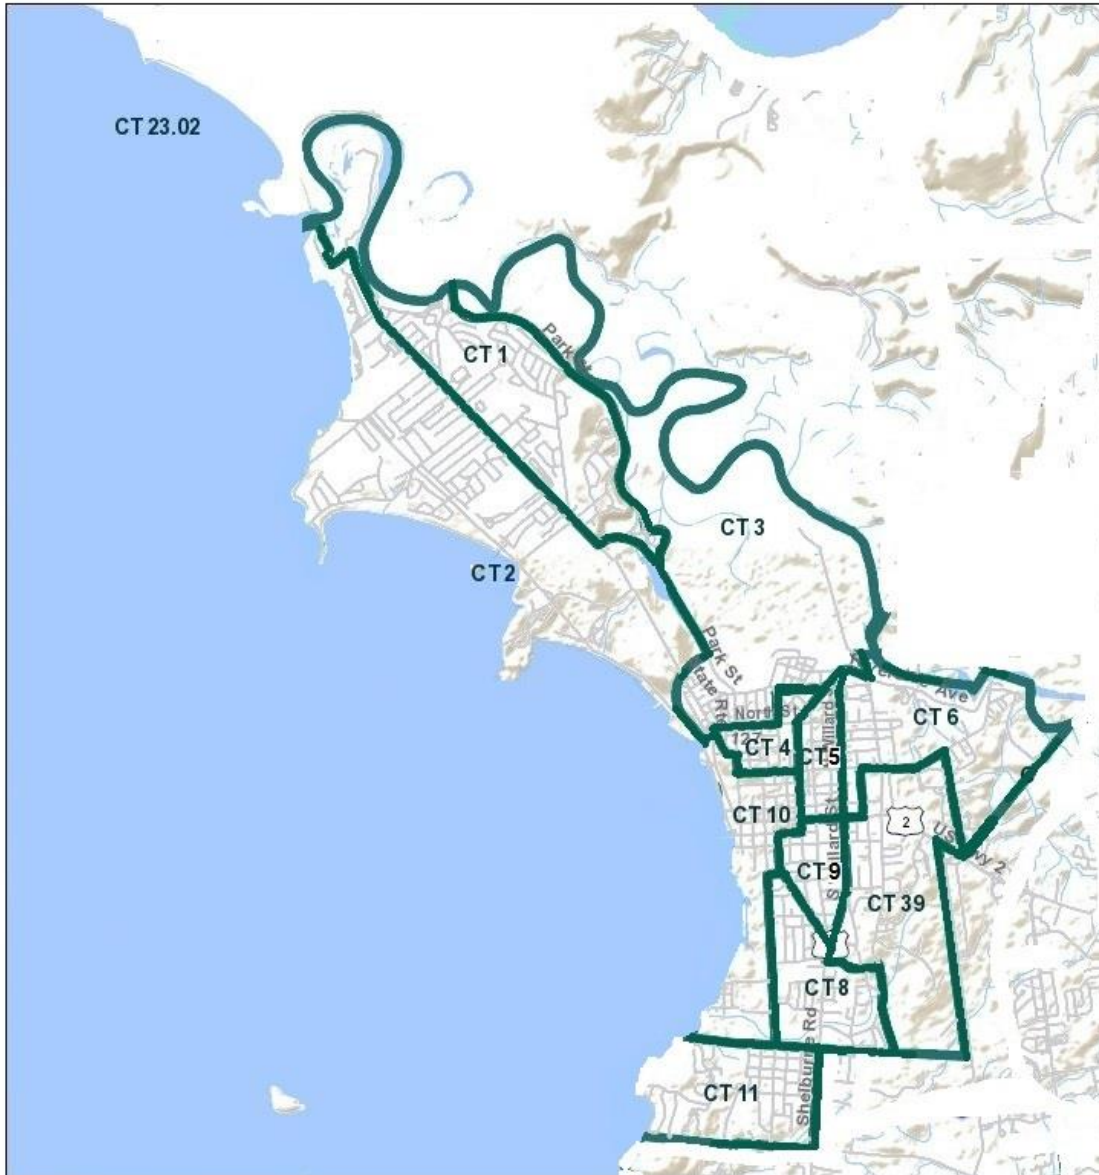 CT 23.02
CT 1
Park St
CT 3
CT 2
Park St
State Rte
127
North St
Willard
Ave
CT 6
CT 4
CT 5
CT 10
2
US Hwy 2
CT 9
CT 39
CT 8
Shelburne Rd
CT 11